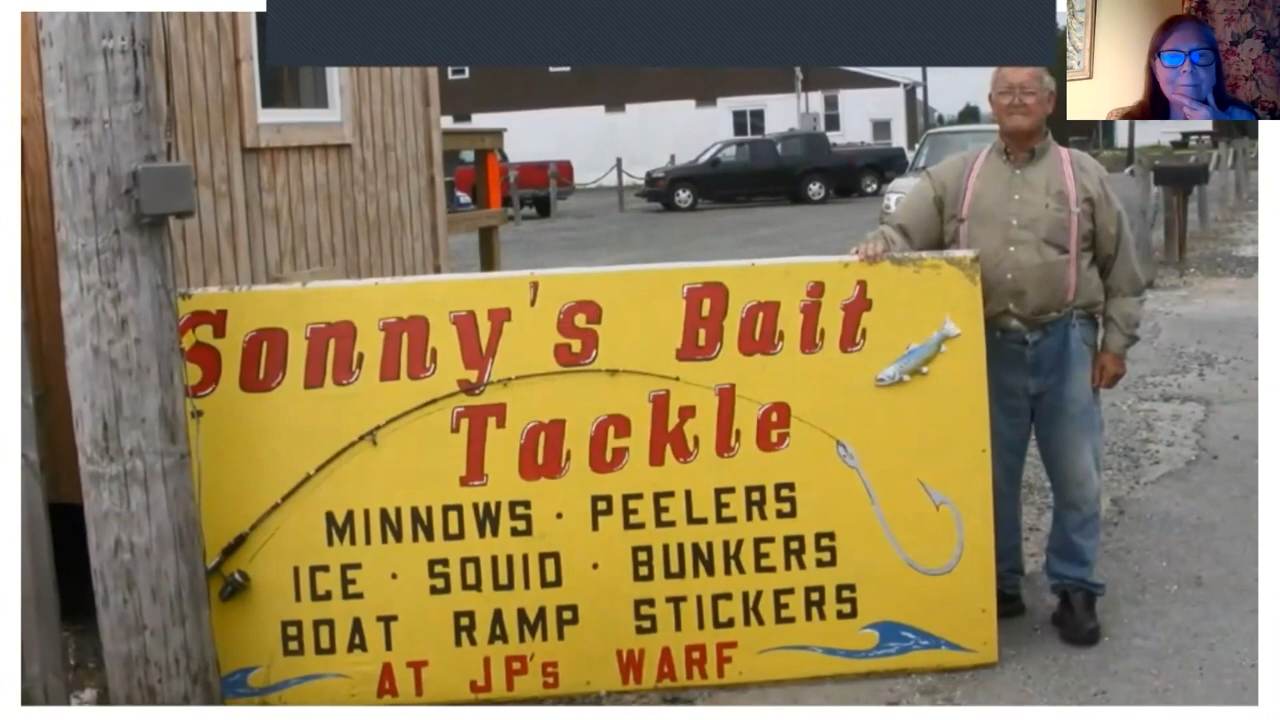 Sonny's Bait
Tackle
MINNOWS · PEELERS
ICE · SQUID · BUNKERS
BOAT RAMP STICKERS
AT JP's WARF